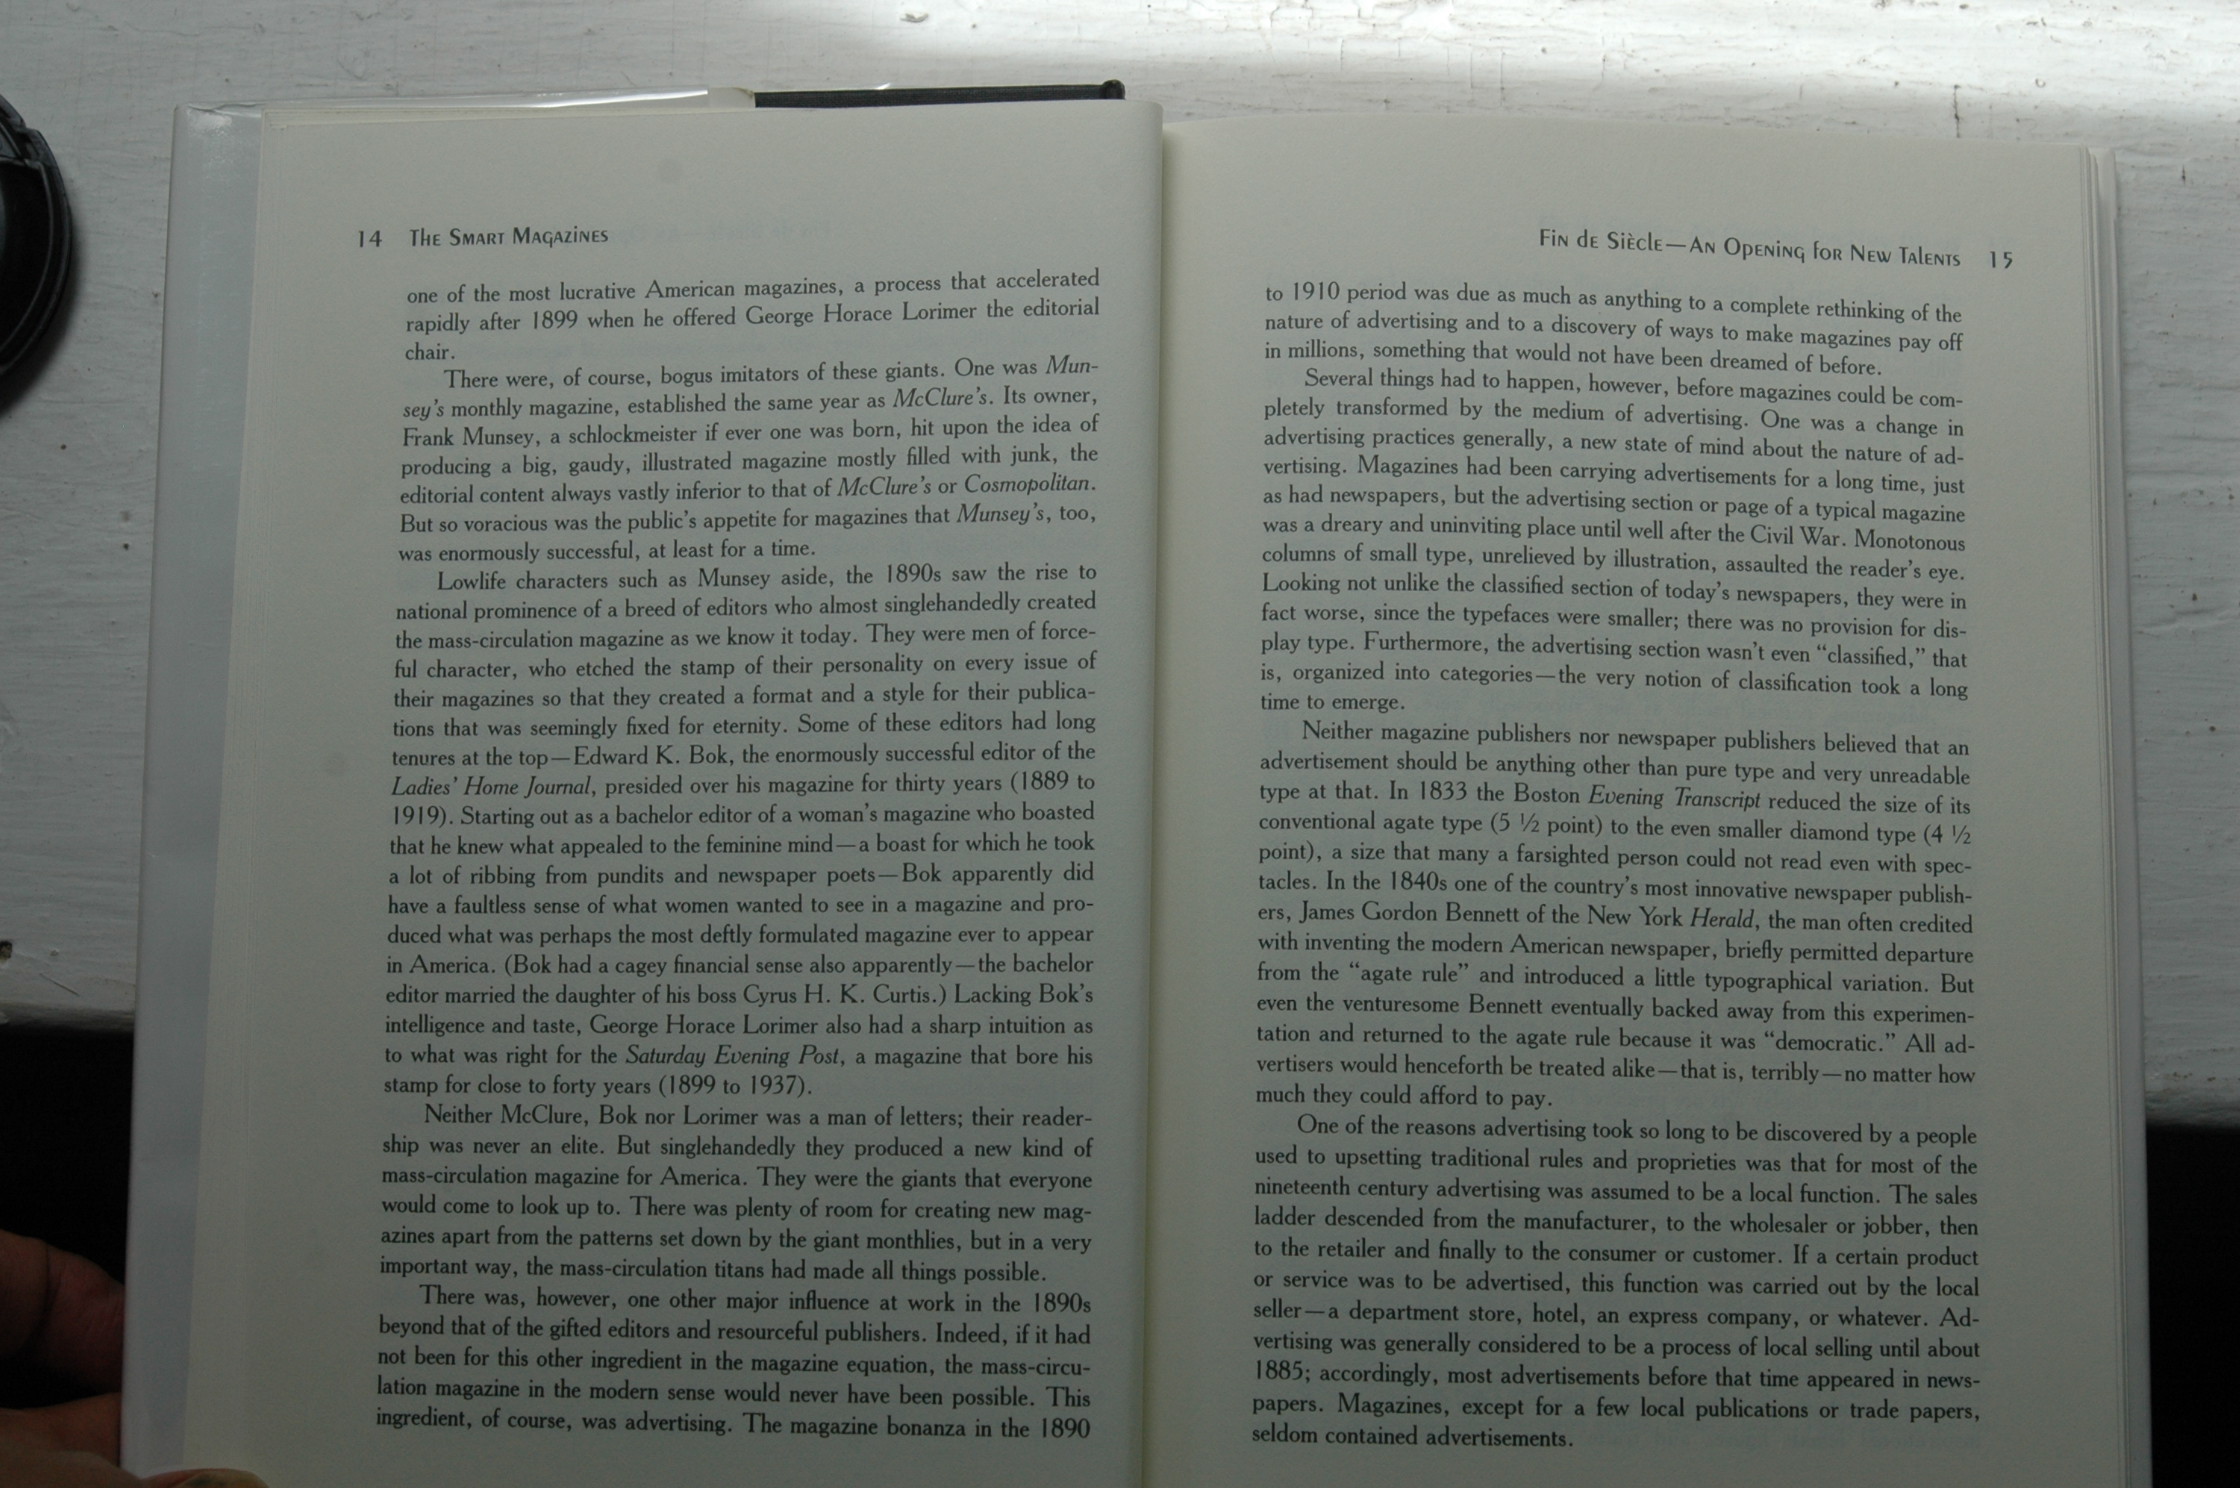 14 The Smart Magazines
one of the most lucrative American magazines, a process that accelerated
rapidly after 1899 when he offered George Horace Lorimer the editorial
chair.
There were, of course, bogus imitators of these giants. One was Mun-
sey's monthly magazine, established the same year as McClure's. Its owner,
Frank Munsey, a schlockmeister if ever one was born, hit upon the idea of
producing a big, gaudy, illustrated magazine mostly filled with junk, the
editorial content always vastly inferior to that of McClure's or Cosmopolitan.
But so voracious was the public's appetite for magazines that Munsey's, too,
was enormously successful, at least for a time.
Lowlife characters such as Munsey aside, the 1890s saw the rise to
national prominence of a breed of editors who almost singlehandedly created
the mass-circulation magazine as we know it today. They were men of force-
ful character, who etched the stamp of their personality on every issue of
their magazines so that they created a format and a style for their publica-
tions that was seemingly fixed for eternity. Some of these editors had long
tenures at the top—Edward K. Bok, the enormously successful editor of the
Ladies' Home Journal, presided over his magazine for thirty years (1889 to
1919). Starting out as a bachelor editor of a woman's magazine who boasted
that he knew what appealed to the feminine mind—a boast for which he took
a lot of ribbing from pundits and newspaper poets—Bok apparently did
have a faultless sense of what women wanted to see in a magazine and pro-
duced what was perhaps the most deftly formulated magazine ever to appear
in America. (Bok had a cagey financial sense also apparently—the bachelor
editor married the daughter of his boss Cyrus H. K. Curtis.) Lacking Bok's
intelligence and taste, George Horace Lorimer also had a sharp intuition as
to what was right for the Saturday Evening Post, a magazine that bore his
stamp for close to forty years (1899 to 1937).
Neither McClure, Bok nor Lorimer was a man of letters; their reader-
ship was never an elite. But singlehandedly they produced a new kind of
mass-circulation magazine for America. They were the giants that everyone
would come to look up to. There was plenty of room for creating new mag-
azines apart from the patterns set down by the giant monthlies, but in a very
important way, the mass-circulation titans had made all things possible.
There was, however, one other major influence at work in the 1890s
beyond that of the gifted editors and resourceful publishers. Indeed, if it had
not been for this other ingredient in the magazine equation, the mass-circu-
lation magazine in the modern sense would never have been possible. This
ingredient, of course, was advertising. The magazine bonanza in the 1890
Fin de Siècle—An Opening for New Talents 15
to 1910 period was due as much as anything to a complete rethinking of the
nature of advertising and to a discovery of ways to make magazines pay off
in millions, something that would not have been dreamed of before.
Several things had to happen, however, before magazines could be com-
pletely transformed by the medium of advertising. One was a change in
advertising practices generally, a new state of mind about the nature of ad-
vertising. Magazines had been carrying advertisements for a long time, just
as had newspapers, but the advertising section or page of a typical magazine
was a dreary and uninviting place until well after the Civil War. Monotonous
columns of small type, unrelieved by illustration, assaulted the reader's eye.
Looking not unlike the classified section of today's newspapers, they were in
fact worse, since the typefaces were smaller; there was no provision for dis-
play type. Furthermore, the advertising section wasn't even "classified," that
is, organized into categories—the very notion of classification took a long
time to emerge.
Neither magazine publishers nor newspaper publishers believed that an
advertisement should be anything other than pure type and very unreadable
type at that. In 1833 the Boston Evening Transcript reduced the size of its
conventional agate type (5 ½ point) to the even smaller diamond type (4 ½
point), a size that many a farsighted person could not read even with spec-
tacles. In the 1840s one of the country's most innovative newspaper publish-
ers, James Gordon Bennett of the New York Herald, the man often credited
with inventing the modern American newspaper, briefly permitted departure
from the "agate rule" and introduced a little typographical variation. But
even the venturesome Bennett eventually backed away from this experimen-
tation and returned to the agate rule because it was "democratic." All ad-
vertisers would henceforth be treated alike—that is, terribly—no matter how
much they could afford to pay.
One of the reasons advertising took so long to be discovered by a people
used to upsetting traditional rules and proprieties was that for most of the
nineteenth century advertising was assumed to be a local function. The sales
ladder descended from the manufacturer, to the wholesaler or jobber, then
to the retailer and finally to the consumer or customer. If a certain product
or service was to be advertised, this function was carried out by the local
seller—a department store, hotel, an express company, or whatever. Ad-
vertising was generally considered to be a process of local selling until about
1885; accordingly, most advertisements before that time appeared in news-
papers. Magazines, except for a few local publications or trade papers,
seldom contained advertisements.